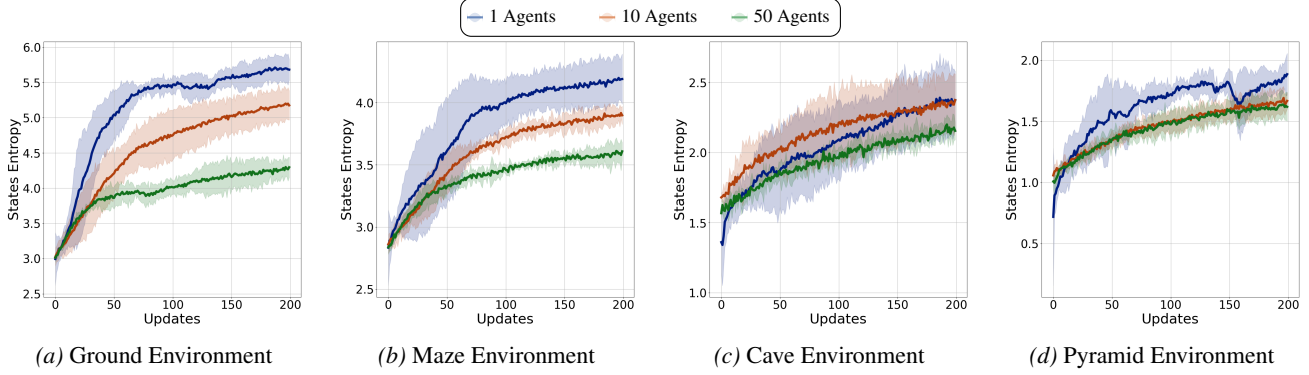 1 Agents 10 Agents 50 Agents
6.0
5.5
5.0
4.5
4.0
3.5
3.0
2.5
States Entropy
0 50 100 150 200
Updates
(a) Ground Environment
4.0
3.5
3.0
2.5
States Entropy
0 50 100 150 200
Updates
(b) Maze Environment
2.5
2.0
1.5
1.0
States Entropy
0 50 100 150 200
Updates
(c) Cave Environment
2.0
1.5
1.0
0.5
States Entropy
0 50 100 150 200
Updates
(d) Pyramid Environment